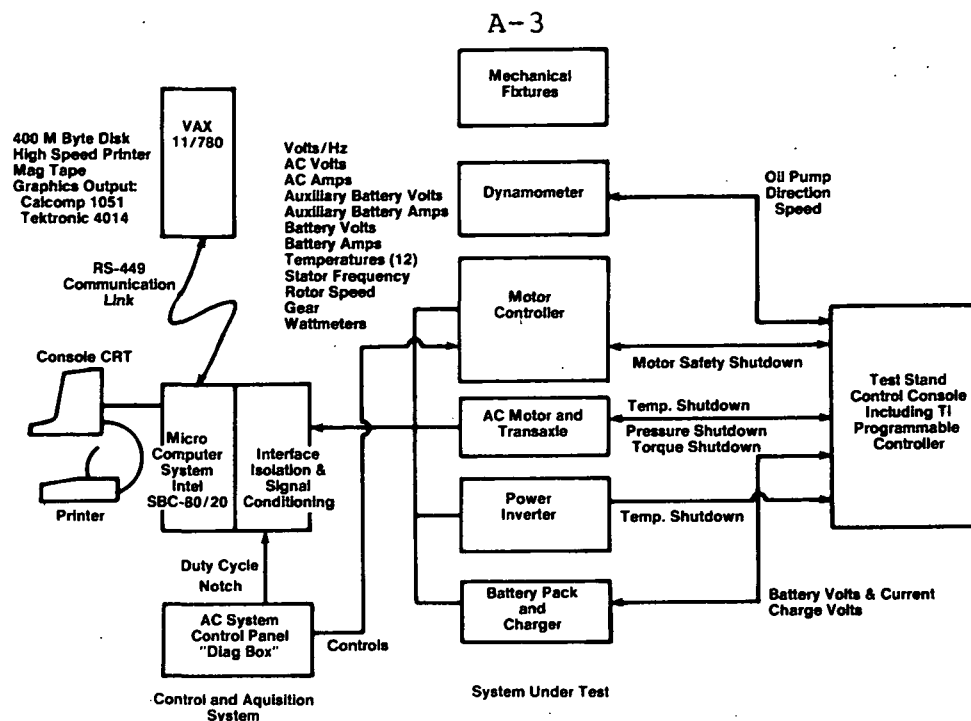 A-3
Mechanical
Fixtures
VAX
11/780
400 M Byte Disk
High Speed Printer
Mag Tape
Graphics Output:
Calcomp 1051
Tektronic 4014
Volts/Hz
AC Volts
AC Amps
Auxiliary Battery Volts
Auxiliary Battery Amps
Battery Volts
Battery Amps
Temperatures (12)
Stator Frequency
Rotor Speed
Gear
Wattmeters
Dynamometer
Oil Pump
Direction
Speed
RS-449
Communication
Link
Motor
Controller
Motor Safety Shutdown
Console CRT
Printer
Micro
Computer
System
Intel
SBC-80/20
Interface
Isolation &
Signal
Conditioning
AC Motor and
Transaxle
Temp. Shutdown
Pressure Shutdown
Torque Shutdown
Test Stand
Control Console
Including TI
Programmable
Controller
Power
Inverter
Temp. Shutdown
Duty Cycle
Notch
AC System
Control Panel
"Diag Box"
Controls
Battery Pack
and
Charger
Battery Volts & Current
Charge Volts
Control and Aquisition
System
System Under Test